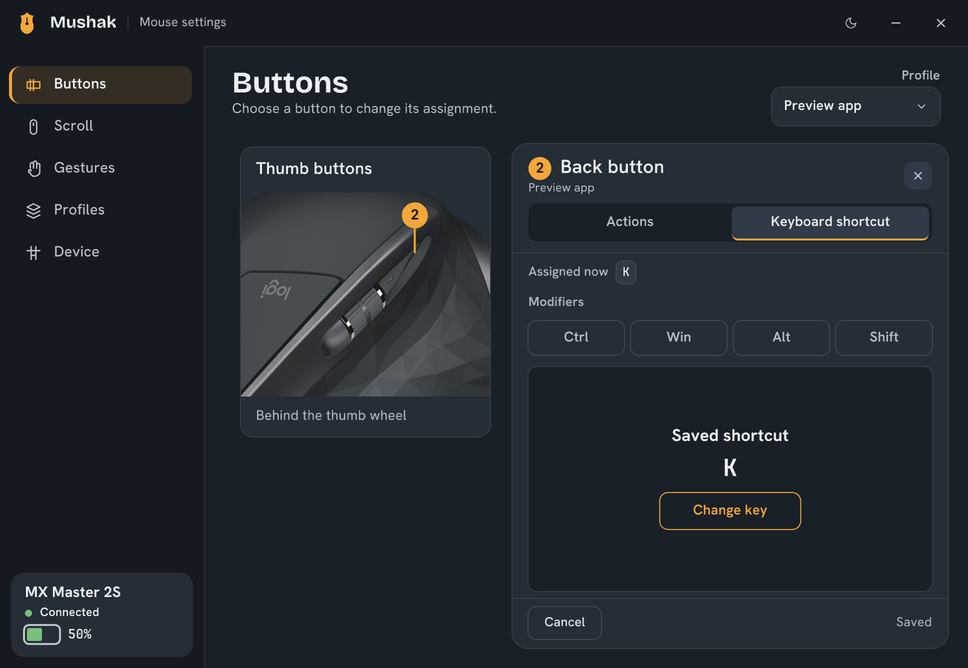 Mushak
Mouse settings
Buttons
Scroll
Gestures
Profiles
Device
MX Master 2S
Connected
50%
Buttons
Choose a button to change its assignment.
Profile
Preview app
Thumb buttons
2
logi
Behind the thumb wheel
2 Back button
Preview app
Actions
Keyboard shortcut
Assigned now K
Modifiers
Ctrl
Win
Alt
Shift
Saved shortcut
K
Change key
Cancel
Saved